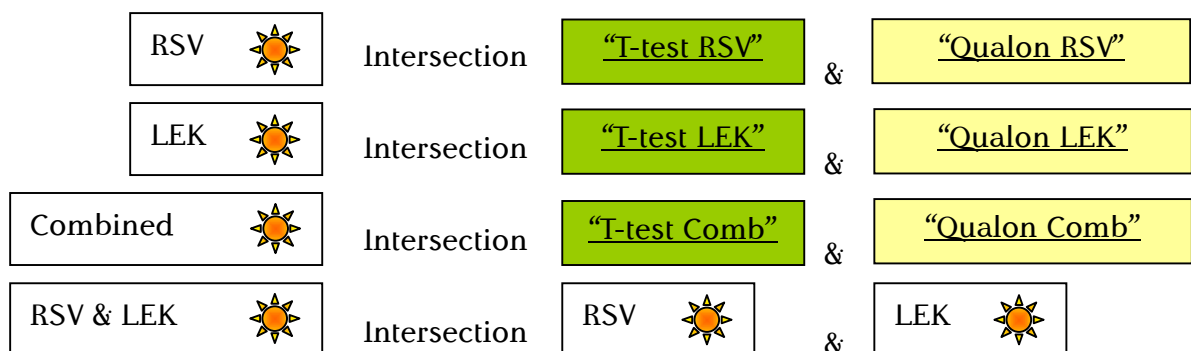 RSV Intersection “T-test RSV” & “Qualon RSV”
LEK Intersection “T-test LEK” & “Qualon LEK”
Combined Intersection “T-test Comb” & “Qualon Comb”
RSV & LEK Intersection RSV & LEK